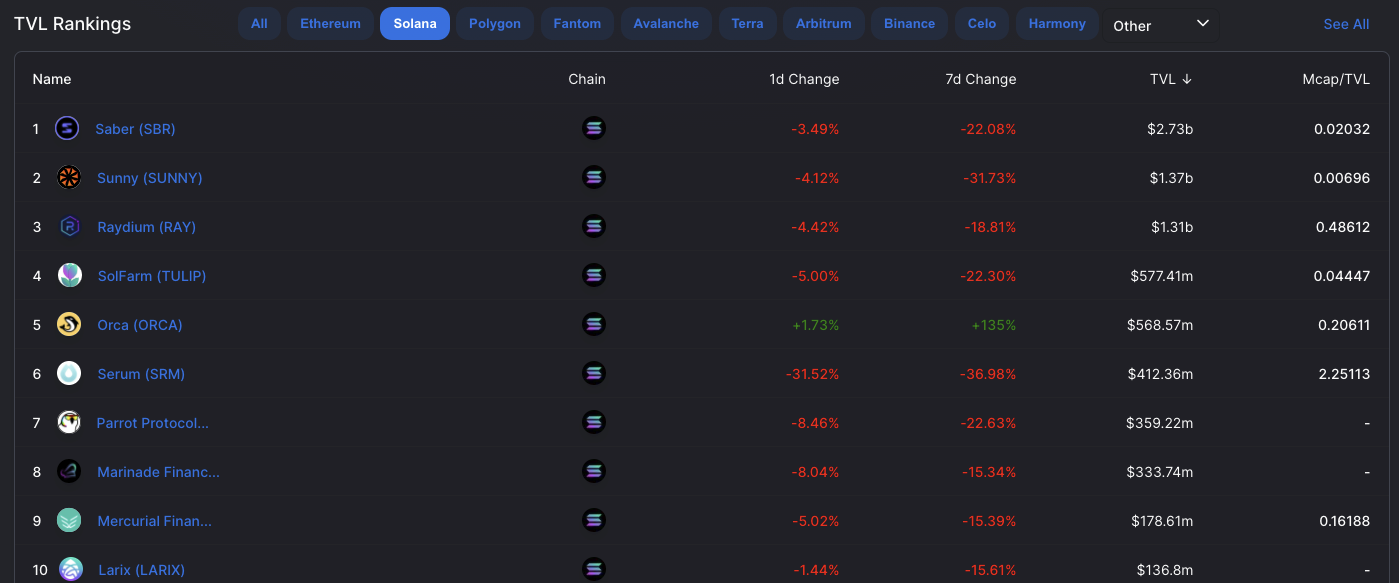 TVL Rankings All Ethereum Solana Polygon Fantom Avalanche Terra Arbitrum Binance Celo Harmony Other See All
Name Chain 1d Change 7d Change TVL ↓ Mcap/TVL
1 Saber (SBR) -3.49% -22.08% $2.73b 0.02032
2 Sunny (SUNNY) -4.12% -31.73% $1.37b 0.00696
3 Raydium (RAY) -4.42% -18.81% $1.31b 0.48612
4 SolFarm (TULIP) -5.00% -22.30% $577.41m 0.04447
5 Orca (ORCA) +1.73% +135% $568.57m 0.20611
6 Serum (SRM) -31.52% -36.98% $412.36m 2.25113
7 Parrot Protocol... -8.46% -22.63% $359.22m -
8 Marinade Financ... -8.04% -15.34% $333.74m -
9 Mercurial Finan... -5.02% -15.39% $178.61m 0.16188
10 Larix (LARIX) -1.44% -15.61% $136.8m -